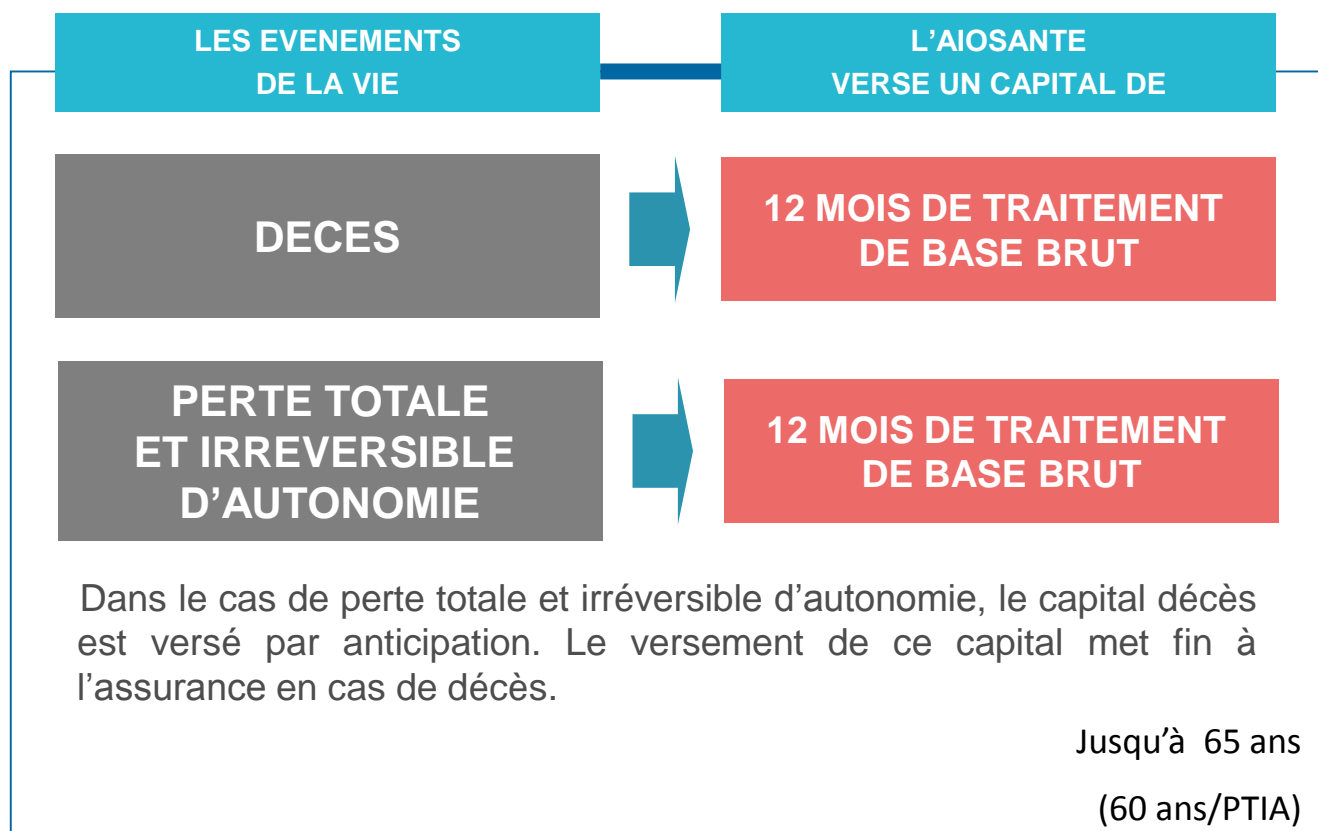 LES EVENEMENTS
DE LA VIE
L’AIOSANTE
VERSE UN CAPITAL DE
DECES
12 MOIS DE TRAITEMENT
DE BASE BRUT
PERTE TOTALE
ET IRREVERSIBLE
D’AUTONOMIE
12 MOIS DE TRAITEMENT
DE BASE BRUT
Dans le cas de perte totale et irréversible d’autonomie, le capital décès
est versé par anticipation. Le versement de ce capital met fin à
l’assurance en cas de décès.
Jusqu’à 65 ans
(60 ans/PTIA)